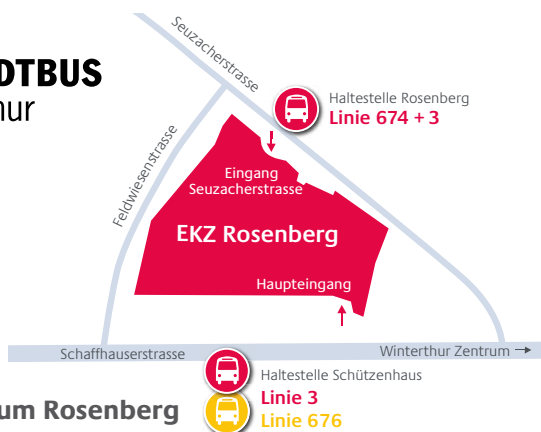 Seuzacherstrasse
DTBUS
ur
Haltestelle Rosenberg
Linie 674 + 3
Feldwiesenstrasse
Eingang
Seuzacherstrasse
EKZ Rosenberg
Haupteingang
Schaffhauserstrasse
Winterthur Zentrum →
Haltestelle Schützenhaus
Linie 3
Linie 676
um Rosenberg